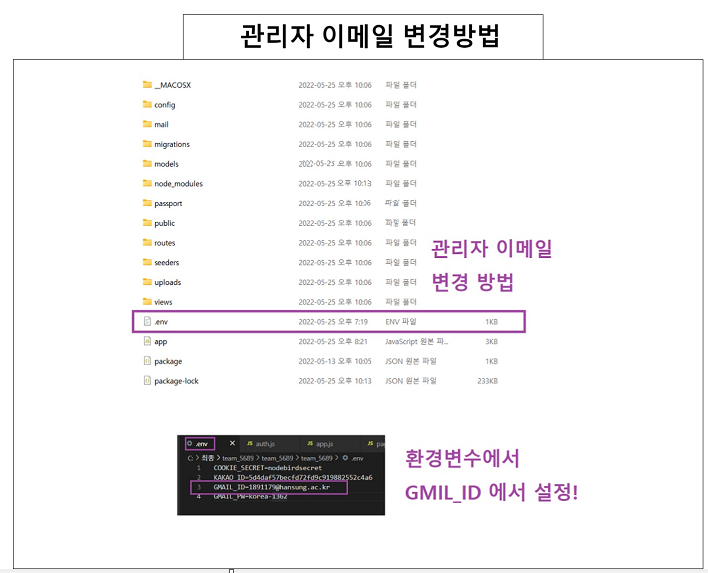 관리자 이메일 변경방법
__MACOSX 2022-05-25 오후 10:06 파일 폴더
config 2022-05-25 오후 10:06 파일 폴더
mail 2022-05-25 오후 10:06 파일 폴더
migrations 2022-05-25 오후 10:06 파일 폴더
models 2022-05-25 오후 10:06 파일 폴더
node_modules 2022-05-25 오후 10:13 파일 폴더
passport 2022-05-25 오후 10:06 파일 폴더
public 2022-05-25 오후 10:06 파일 폴더
routes 2022-05-25 오후 10:06 파일 폴더
seeders 2022-05-25 오후 10:06 파일 폴더
uploads 2022-05-25 오후 10:06 파일 폴더
views 2022-05-25 오후 10:06 파일 폴더
.env 2022-05-25 오후 7:19 ENV 파일 1KB
app 2022-05-25 오후 8:21 JavaScript 원본 파... 3KB
package 2022-05-13 오후 10:05 JSON 원본 파일 1KB
package-lock 2022-05-25 오후 10:13 JSON 원본 파일 233KB
관리자 이메일
변경 방법
.env × JS auth.js JS app.js JS pa
C: > 최종 > team_5689 > team_5689 > team_5689 > .env
1 COOKIE_SECRET=nodebirdsecret
2 KAKAO_ID=5d4daf57becfd72fd9c919882552c4a6
3 GMAIL_ID=1891179@hansung.ac.kr
4 GMAIL_PW=korea-1362
환경변수에서
GMIL_ID 에서 설정!